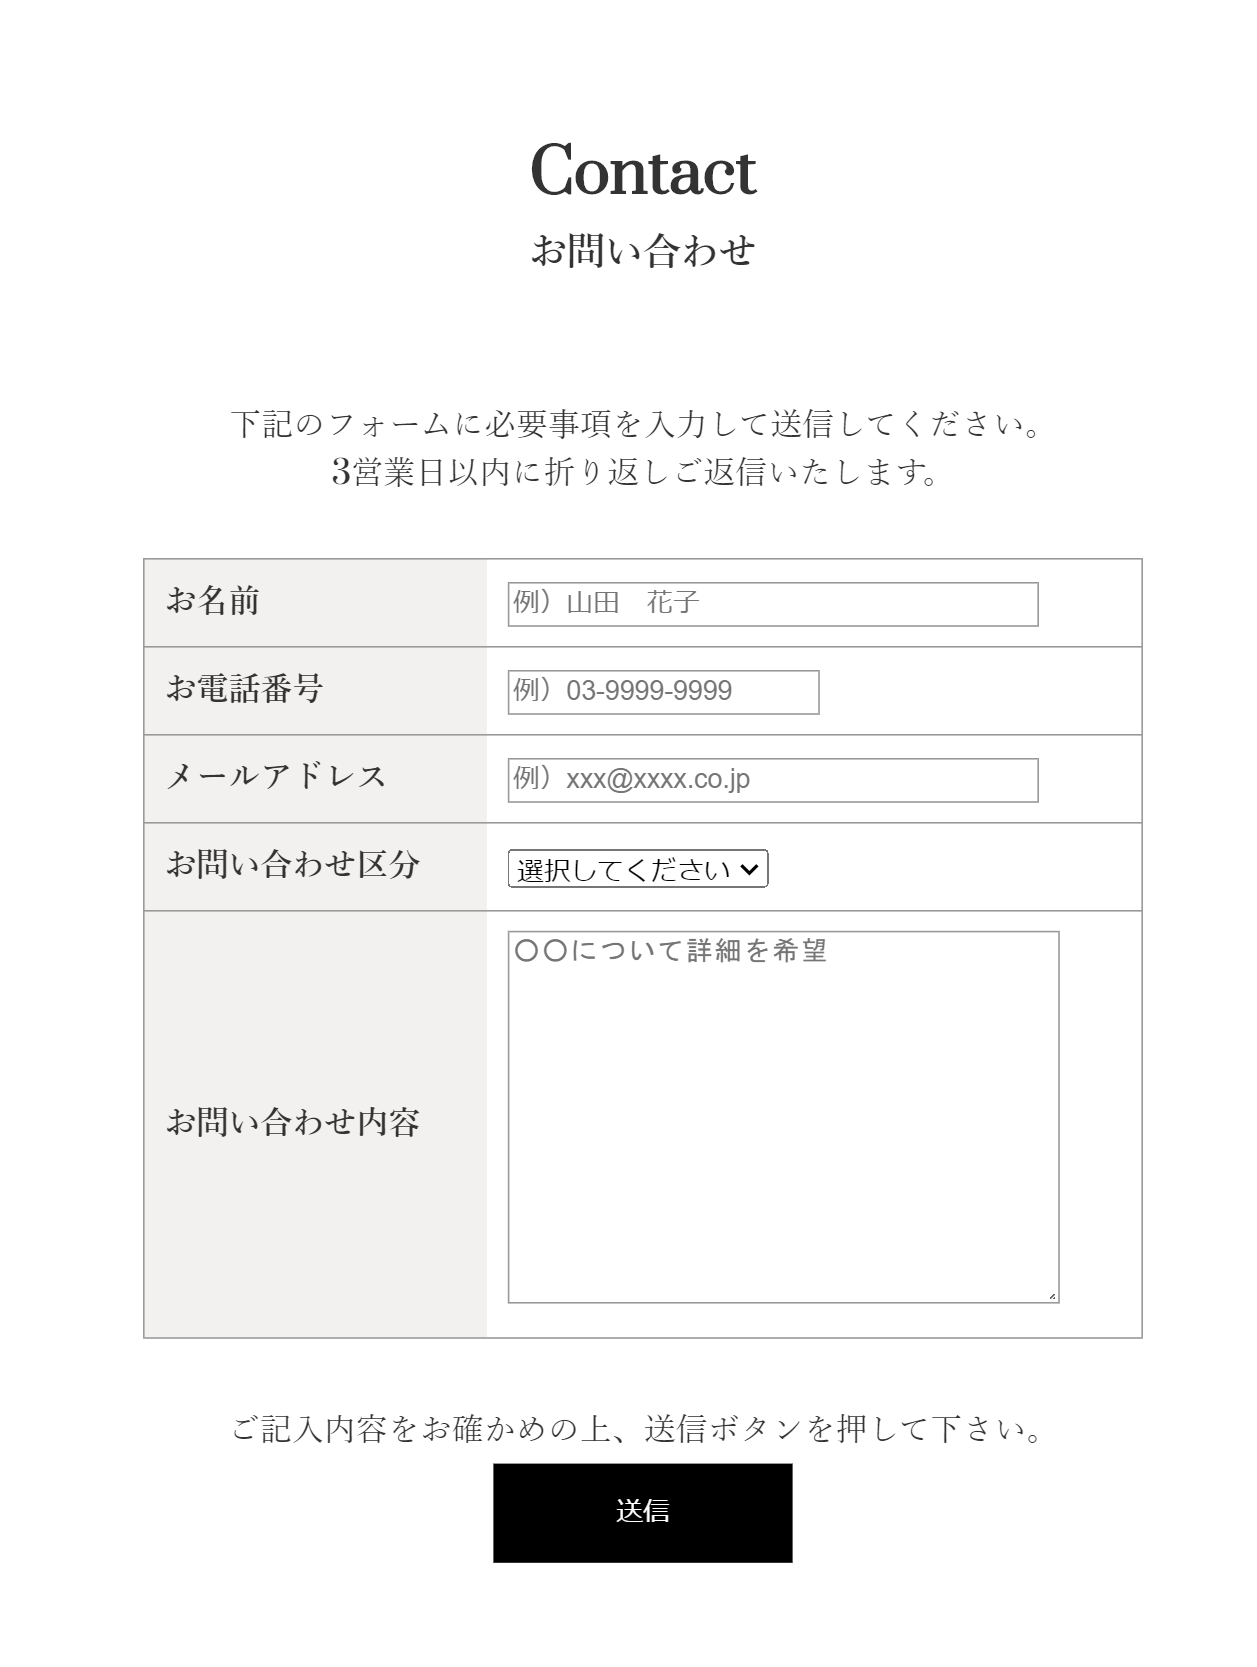 Contact
お問い合わせ
下記のフォームに必要事項を入力して送信してください。
3営業日以内に折り返しご返信いたします。
お名前
例）山田　花子
お電話番号
例）03-9999-9999
メールアドレス
例）xxx@xxxx.co.jp
お問い合わせ区分
選択してください
お問い合わせ内容
〇〇について詳細を希望
ご記入内容をお確かめの上、送信ボタンを押して下さい。
送信